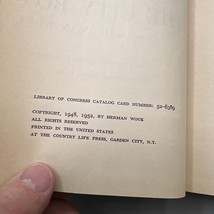 LIBRARY OF CONGRESS CATALOG CARD NUMBER: 52-6389
COPYRIGHT, 1948, 1952, BY HERMAN WOUK
ALL RIGHTS RESERVED
PRINTED IN THE UNITED STATES
AT THE COUNTRY LIFE PRESS, GARDEN CITY, N.Y.